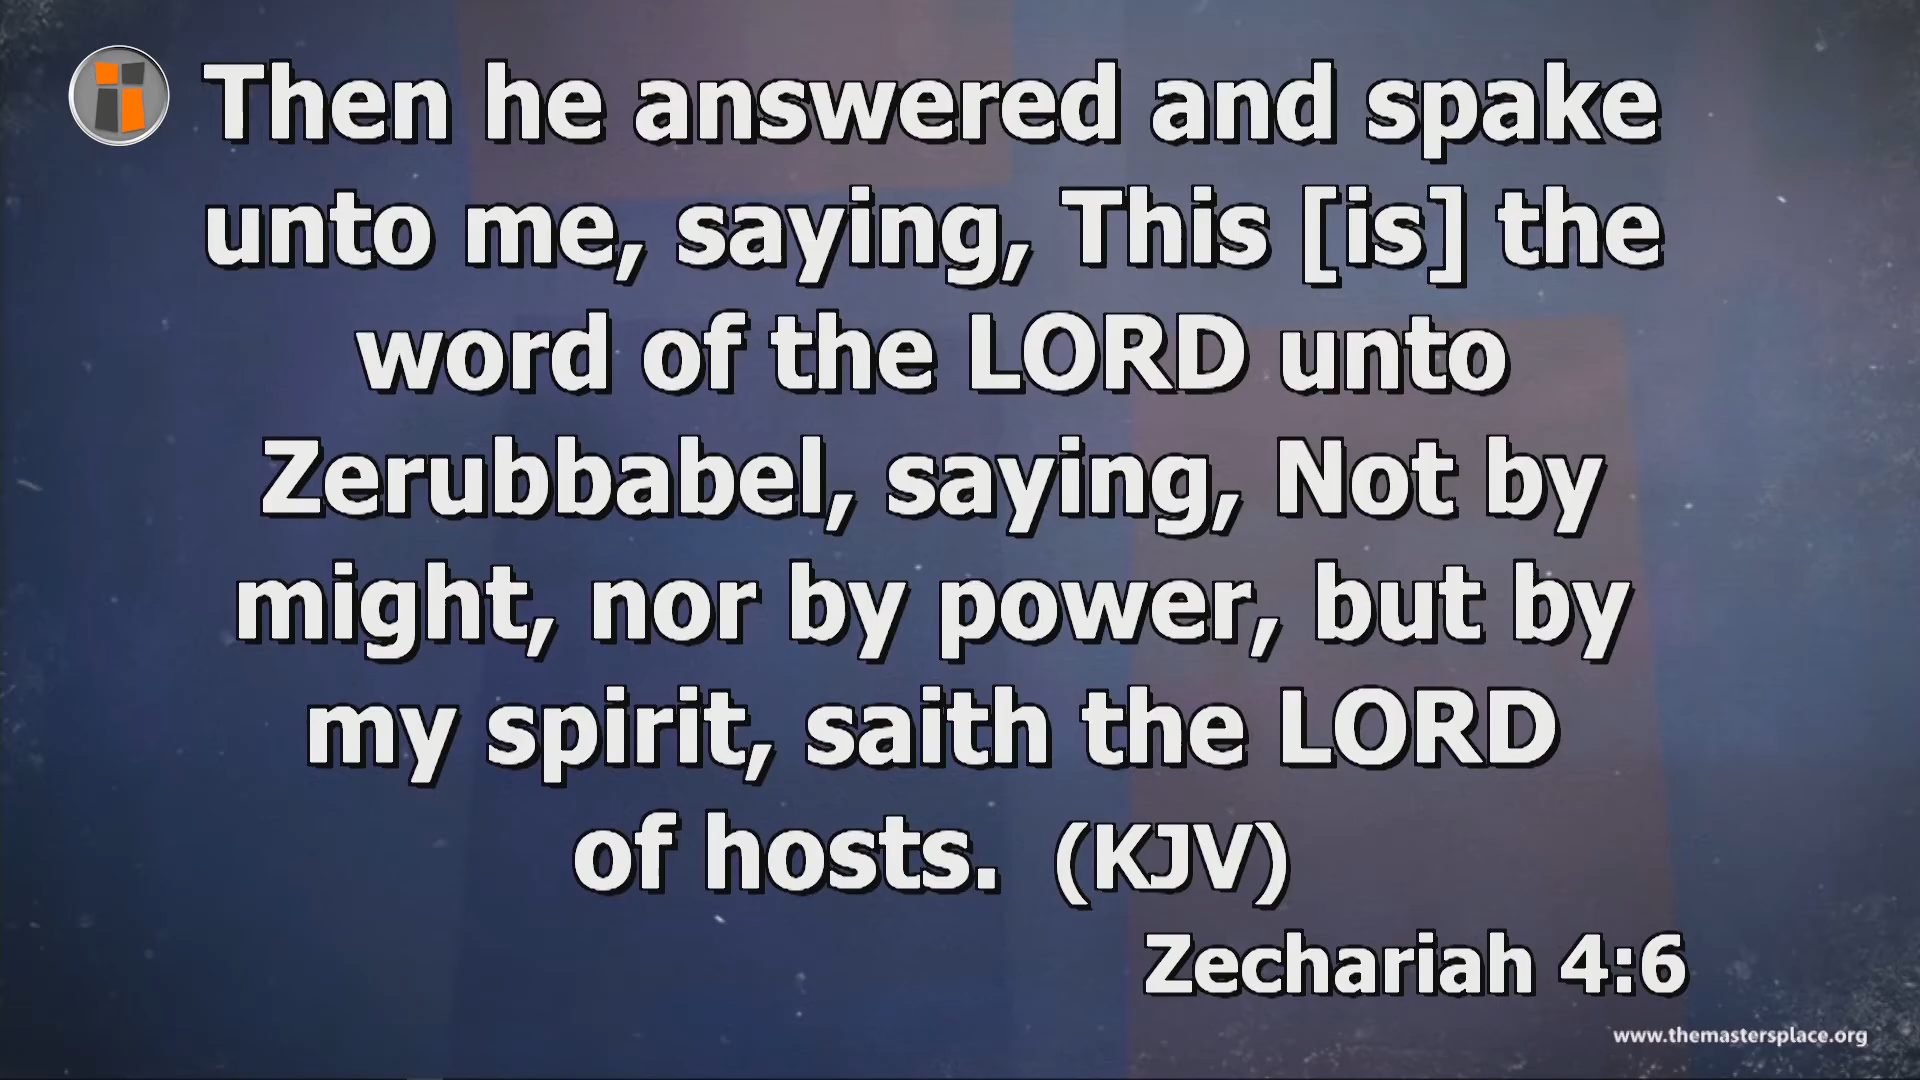 Then he answered and spake
unto me, saying, This [is] the
word of the LORD unto
Zerubbabel, saying, Not by
might, nor by power, but by
my spirit, saith the LORD
of hosts.  (KJV)
Zechariah 4:6
www.themastersplace.org